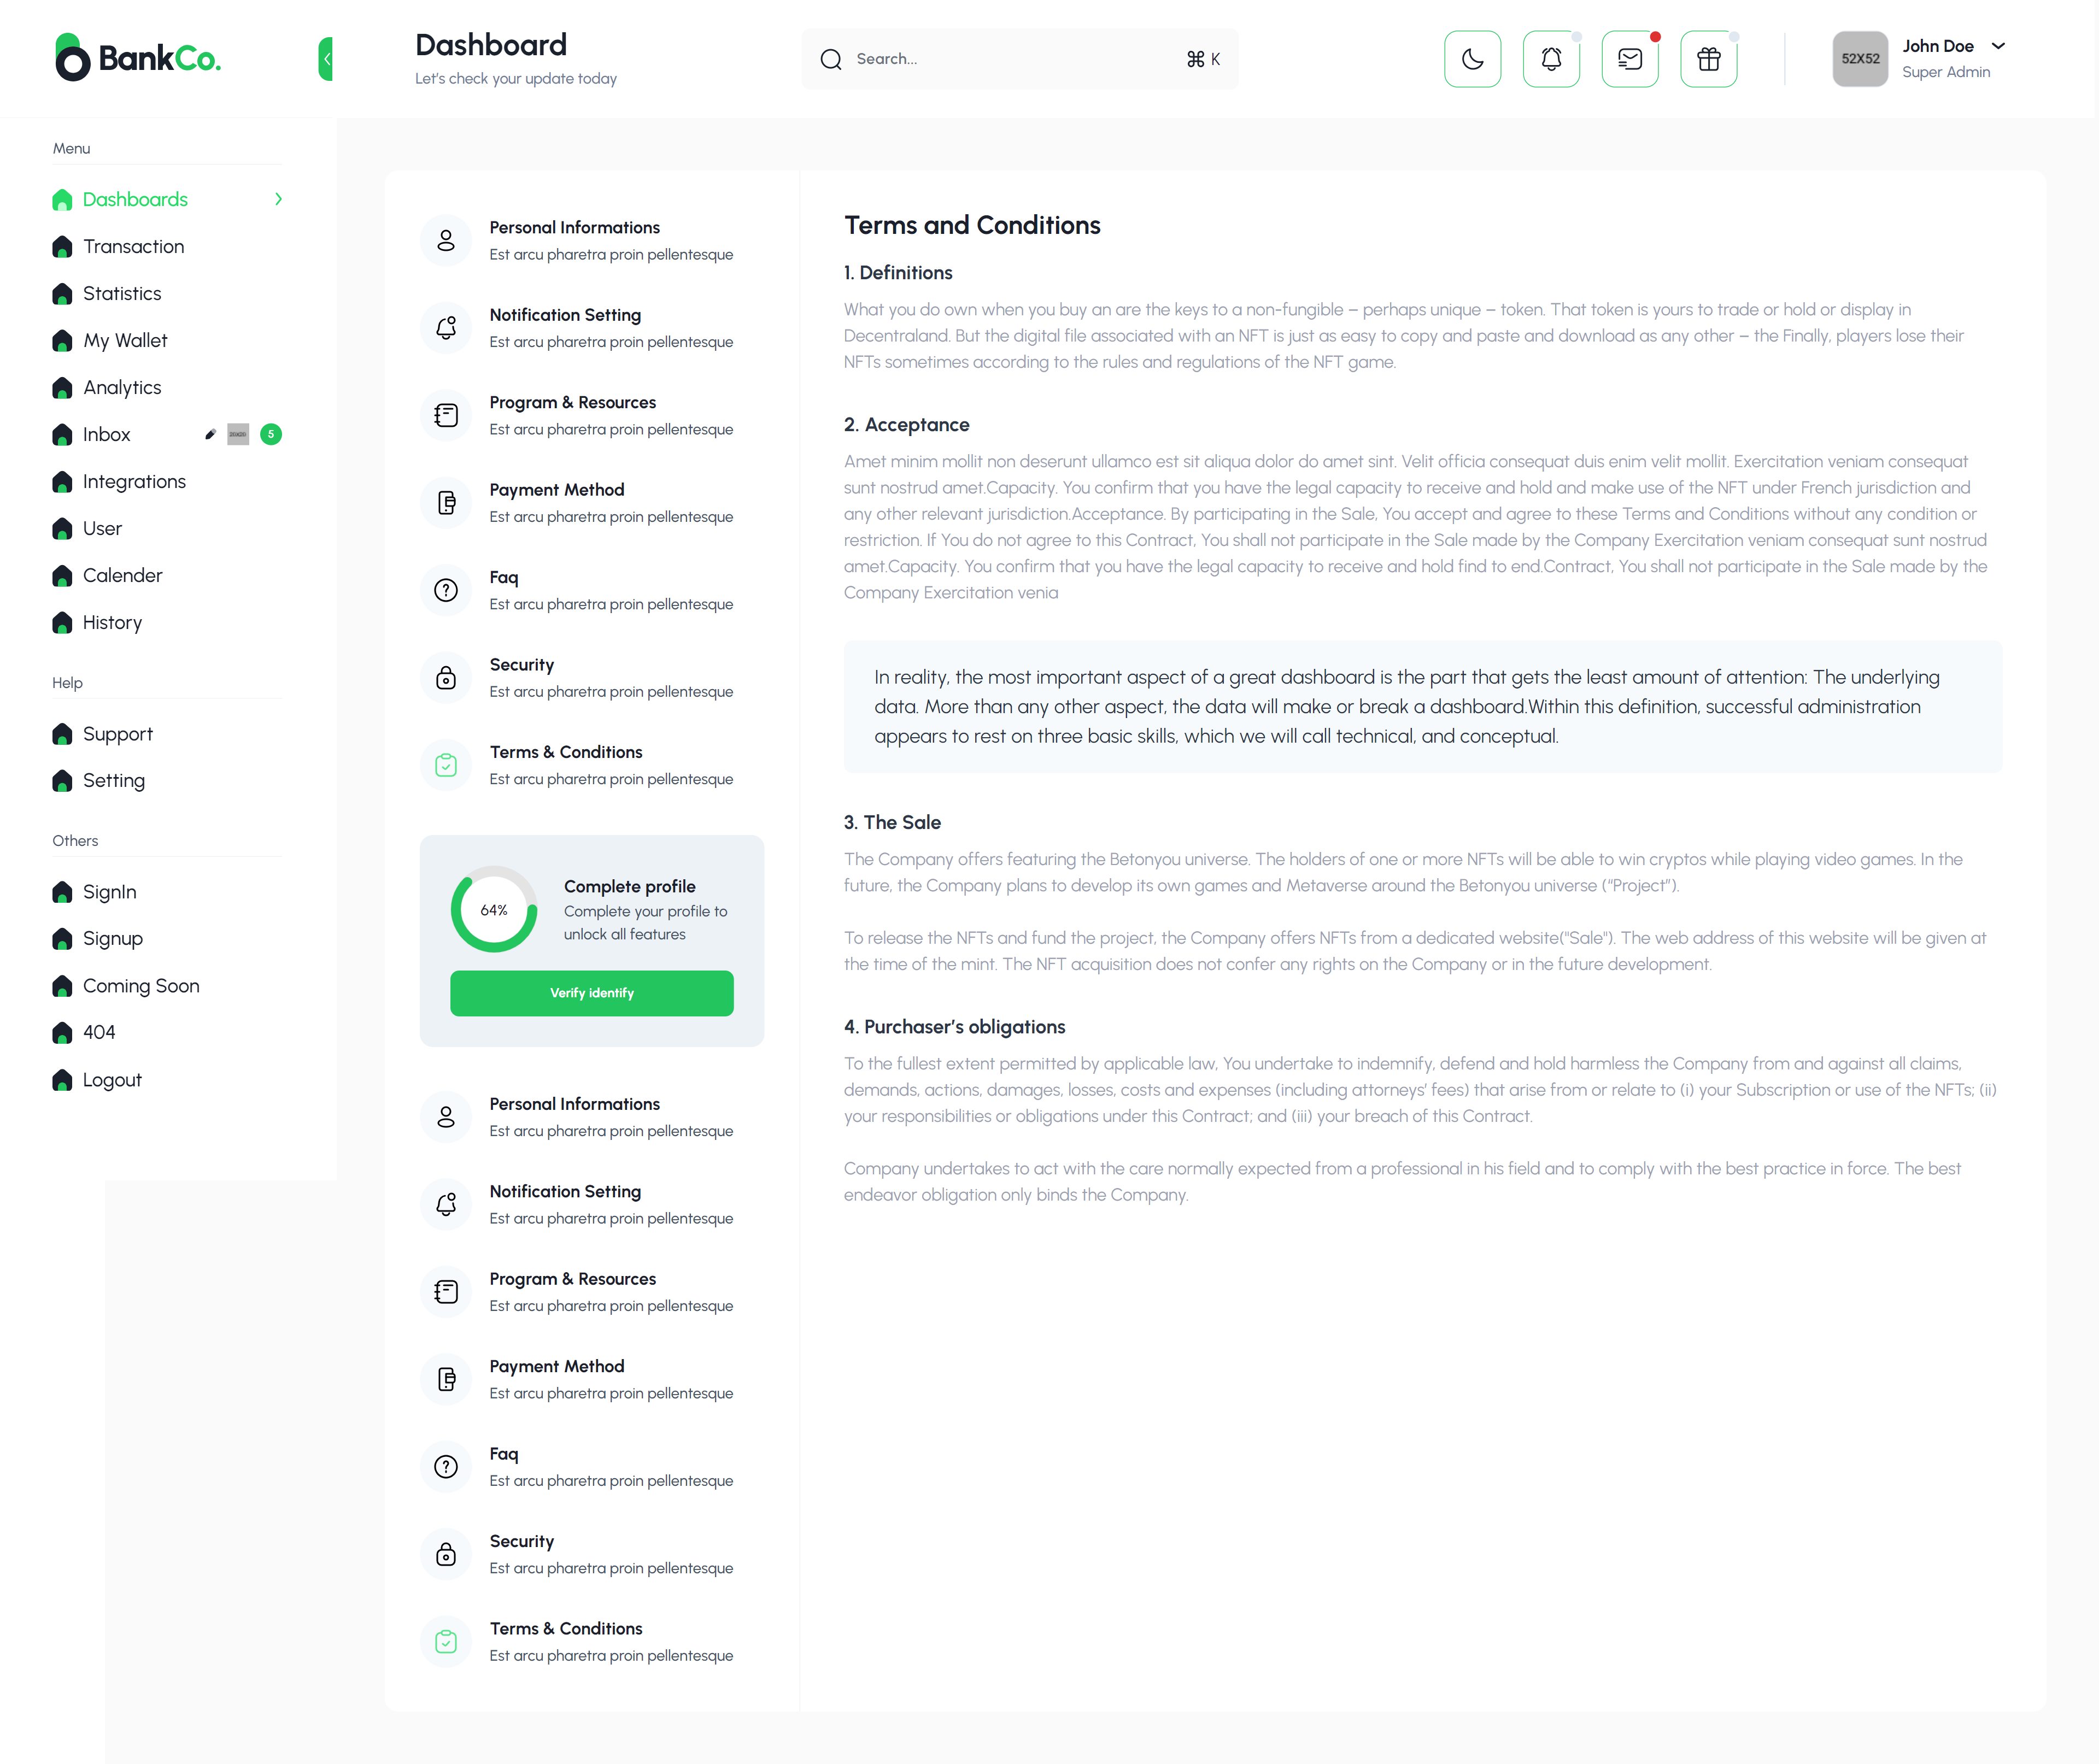 BankCo.
Dashboard
Let's check your update today
Search...
⌘ K
52X52
John Doe
Super Admin
Menu
Dashboards
Transaction
Statistics
My Wallet
Analytics
Inbox
5
Integrations
User
Calender
History
Help
Support
Setting
Others
SignIn
Signup
Coming Soon
404
Logout
Personal Informations
Est arcu pharetra proin pellentesque
Notification Setting
Est arcu pharetra proin pellentesque
Program & Resources
Est arcu pharetra proin pellentesque
Payment Method
Est arcu pharetra proin pellentesque
Faq
Est arcu pharetra proin pellentesque
Security
Est arcu pharetra proin pellentesque
Terms & Conditions
Est arcu pharetra proin pellentesque
64%
Complete profile
Complete your profile to
unlock all features
Verify identify
Personal Informations
Est arcu pharetra proin pellentesque
Notification Setting
Est arcu pharetra proin pellentesque
Program & Resources
Est arcu pharetra proin pellentesque
Payment Method
Est arcu pharetra proin pellentesque
Faq
Est arcu pharetra proin pellentesque
Security
Est arcu pharetra proin pellentesque
Terms & Conditions
Est arcu pharetra proin pellentesque
Terms and Conditions
1. Definitions
What you do own when you buy an are the keys to a non-fungible – perhaps unique – token. That token is yours to trade or hold or display in
Decentraland. But the digital file associated with an NFT is just as easy to copy and paste and download as any other – the Finally, players lose their
NFTs sometimes according to the rules and regulations of the NFT game.
2. Acceptance
Amet minim mollit non deserunt ullamco est sit aliqua dolor do amet sint. Velit officia consequat duis enim velit mollit. Exercitation veniam consequat
sunt nostrud amet.Capacity. You confirm that you have the legal capacity to receive and hold and make use of the NFT under French jurisdiction and
any other relevant jurisdiction.Acceptance. By participating in the Sale, You accept and agree to these Terms and Conditions without any condition or
restriction. If You do not agree to this Contract, You shall not participate in the Sale made by the Company Exercitation veniam consequat sunt nostrud
amet.Capacity. You confirm that you have the legal capacity to receive and hold find to end.Contract, You shall not participate in the Sale made by the
Company Exercitation venia
In reality, the most important aspect of a great dashboard is the part that gets the least amount of attention: The underlying
data. More than any other aspect, the data will make or break a dashboard.Within this definition, successful administration
appears to rest on three basic skills, which we will call technical, and conceptual.
3. The Sale
The Company offers featuring the Betonyou universe. The holders of one or more NFTs will be able to win cryptos while playing video games. In the
future, the Company plans to develop its own games and Metaverse around the Betonyou universe (“Project”).
To release the NFTs and fund the project, the Company offers NFTs from a dedicated website("Sale"). The web address of this website will be given at
the time of the mint. The NFT acquisition does not confer any rights on the Company or in the future development.
4. Purchaser’s obligations
To the fullest extent permitted by applicable law, You undertake to indemnify, defend and hold harmless the Company from and against all claims,
demands, actions, damages, losses, costs and expenses (including attorneys’ fees) that arise from or relate to (i) your Subscription or use of the NFTs; (ii)
your responsibilities or obligations under this Contract; and (iii) your breach of this Contract.
Company undertakes to act with the care normally expected from a professional in his field and to comply with the best practice in force. The best
endeavor obligation only binds the Company.